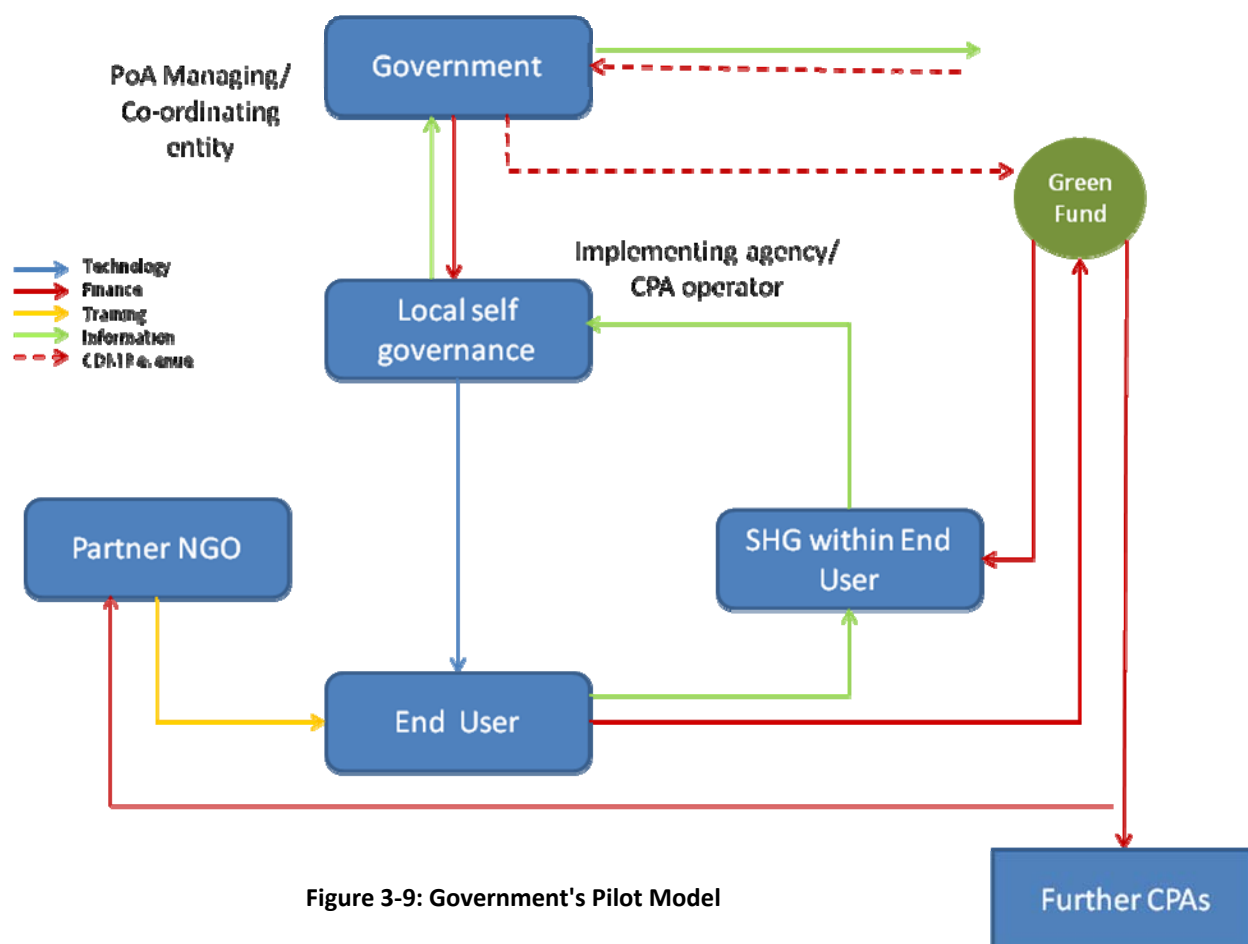 Government
PoA Managing/
Co-ordinating
entity
Green
Fund
Implementing agency/
CPA operator
Technology
Finance
Training
Information
Local self
governance
Partner NGO
SHG within End
User
End User
Further CPAs
Figure 3-9: Government's Pilot Model